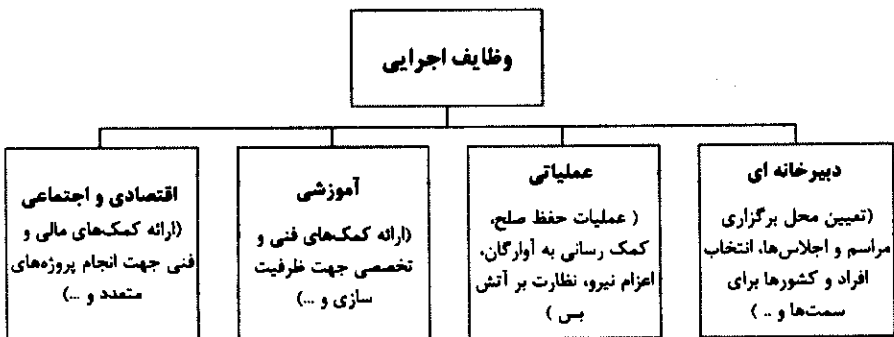 وظایف اجرایی
دبیرخانه ای
(تعیین محل برگزاری
مراسم و اجلاس‌ها، انتخاب
افراد و کشورها برای
سمت‌ها و .. )
عملیاتی
( عملیات حفظ صلح،
کمک رسانی به آوارگان،
اعزام نیرو، نظارت بر آتش
بس )
آموزشی
(ارائه کمک‌های فنی و
تخصصی جهت ظرفیت
سازی و ...)
اقتصادی و اجتماعی
(ارائه کمک‌های مالی و
فنی جهت انجام پروژه‌های
متعدد و ...)